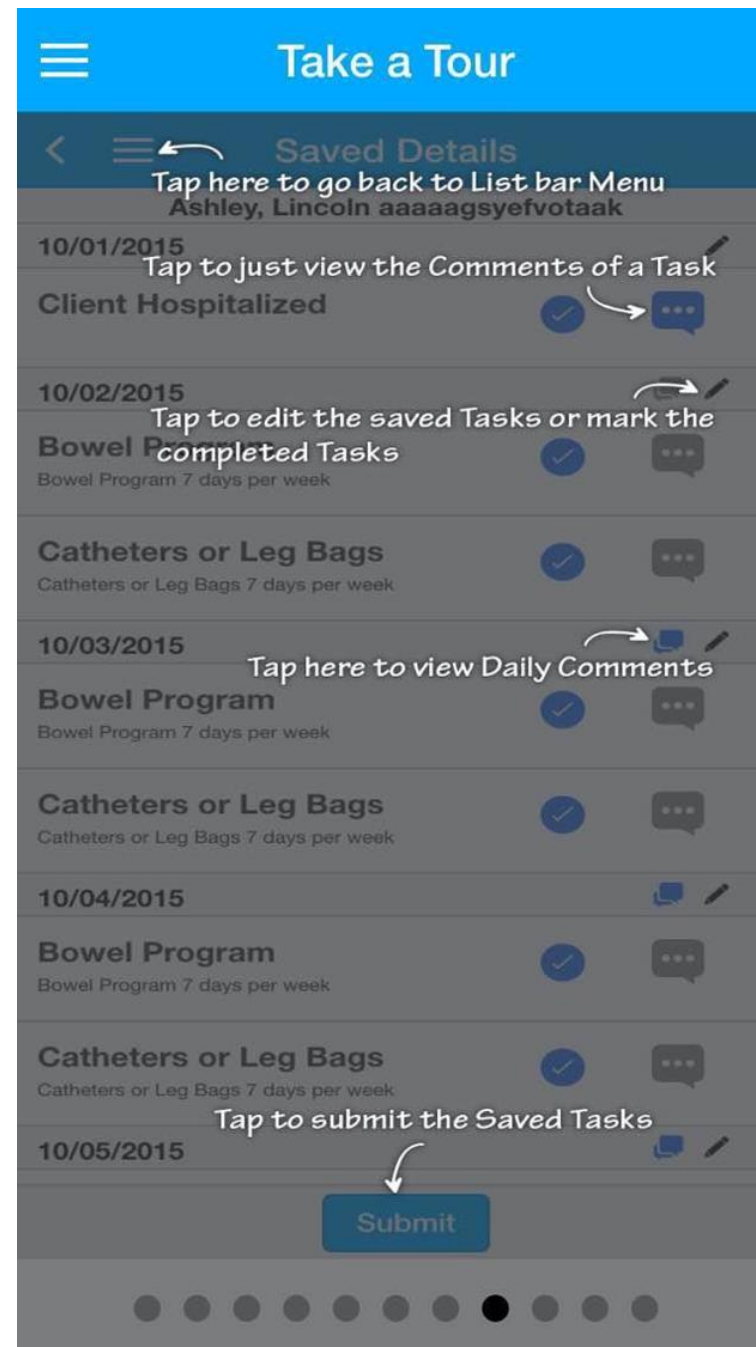 Take a Tour
Saved Details
Tap here to go back to List bar Menu
Ashley, Lincoln aaaaagsyefvotaak
10/01/2015
Tap to just view the Comments of a Task
Client Hospitalized
10/02/2015
Tap to edit the saved Tasks or mark the
completed Tasks
Bowel Program
Bowel Program 7 days per week
Catheters or Leg Bags
Catheters or Leg Bags 7 days per week
10/03/2015
Tap here to view Daily Comments
Bowel Program
Bowel Program 7 days per week
Catheters or Leg Bags
Catheters or Leg Bags 7 days per week
10/04/2015
Bowel Program
Bowel Program 7 days per week
Catheters or Leg Bags
Catheters or Leg Bags 7 days per week
Tap to submit the Saved Tasks
10/05/2015
Submit